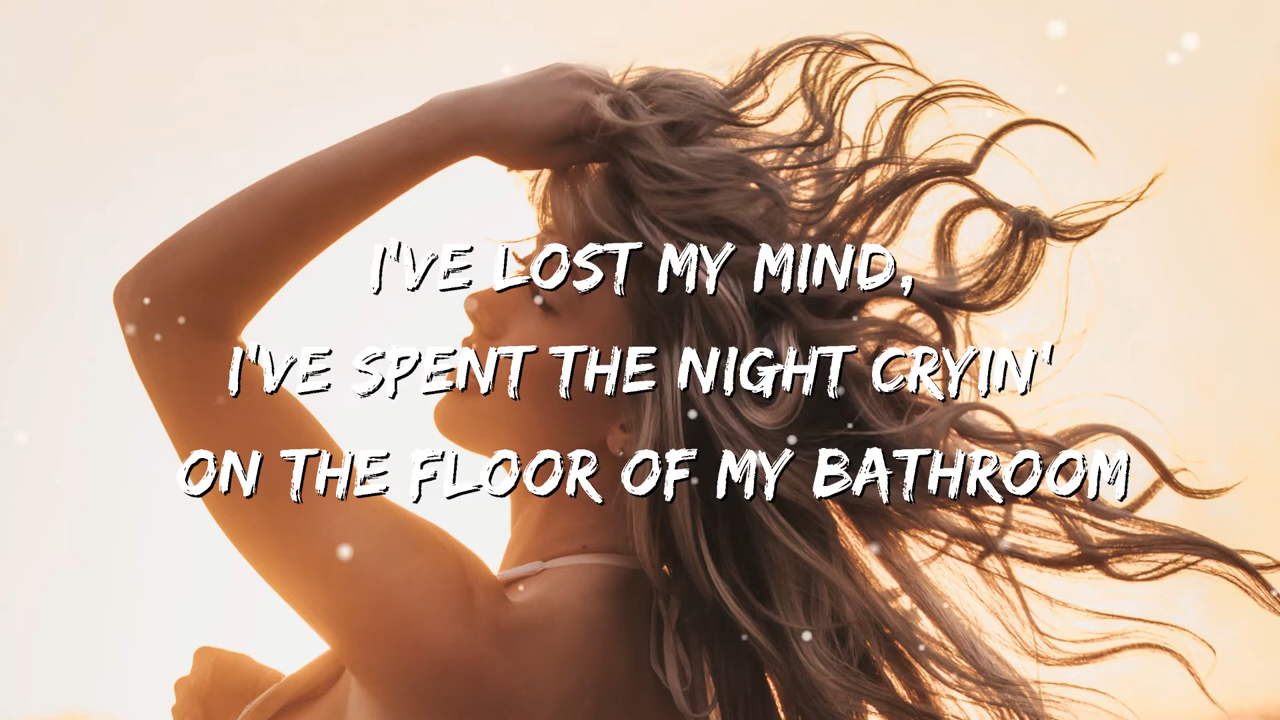 I'VE LOST MY MIND,
I'VE SPENT THE NIGHT CRYIN'
ON THE FLOOR OF MY BATHROOM